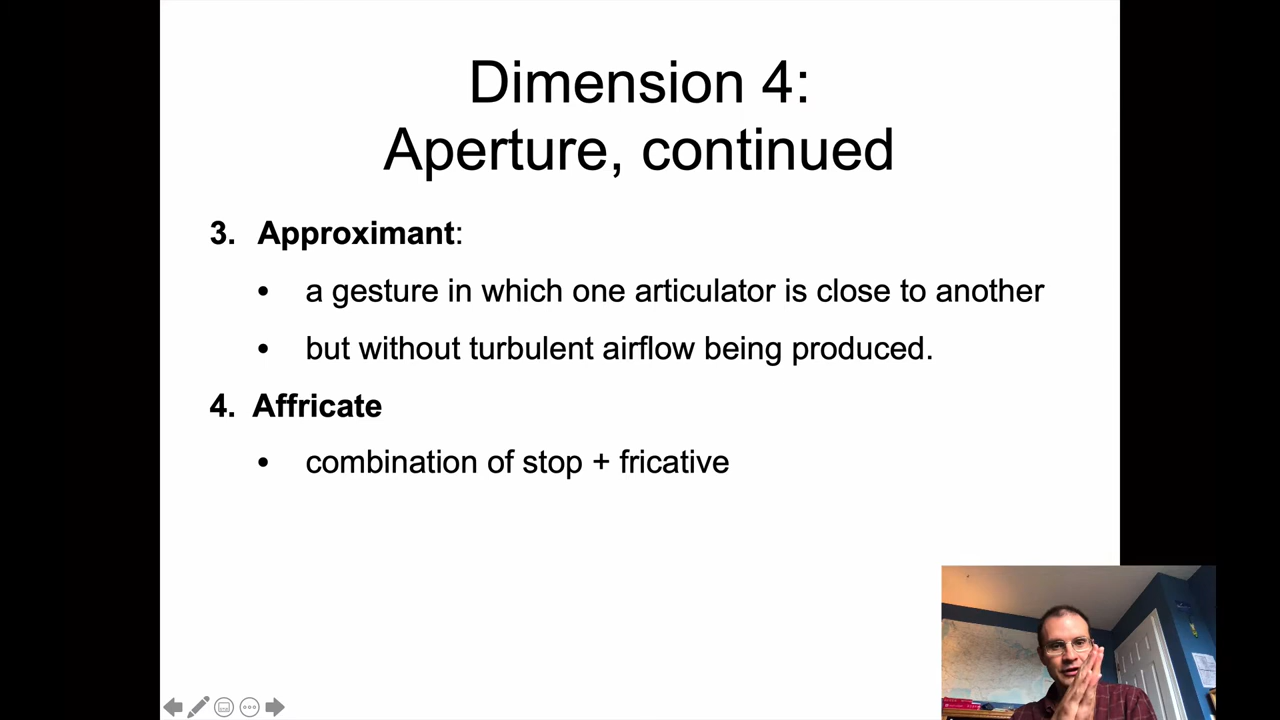 Dimension 4:
Aperture, continued
3. Approximant:
• a gesture in which one articulator is close to another
• but without turbulent airflow being produced.
4. Affricate
• combination of stop + fricative